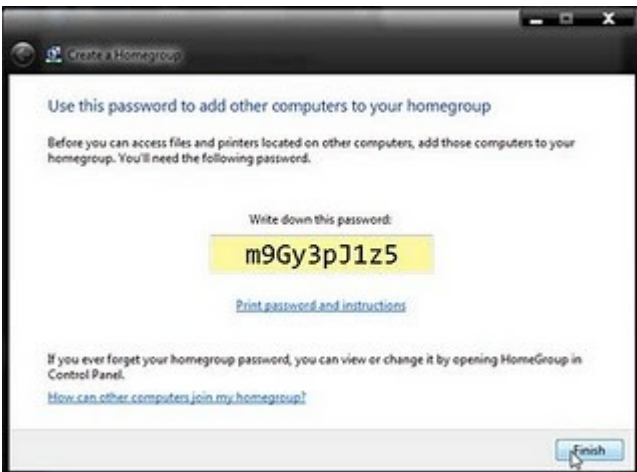 Create a Homegroup
Use this password to add other computers to your homegroup
Before you can access files and printers located on other computers, add those computers to your
homegroup. You'll need the following password.
Write down this password:
m9Gy3pJ1z5
Print password and instructions
If you ever forget your homegroup password, you can view or change it by opening HomeGroup in
Control Panel.
How can other computers join my homegroup?
Finish